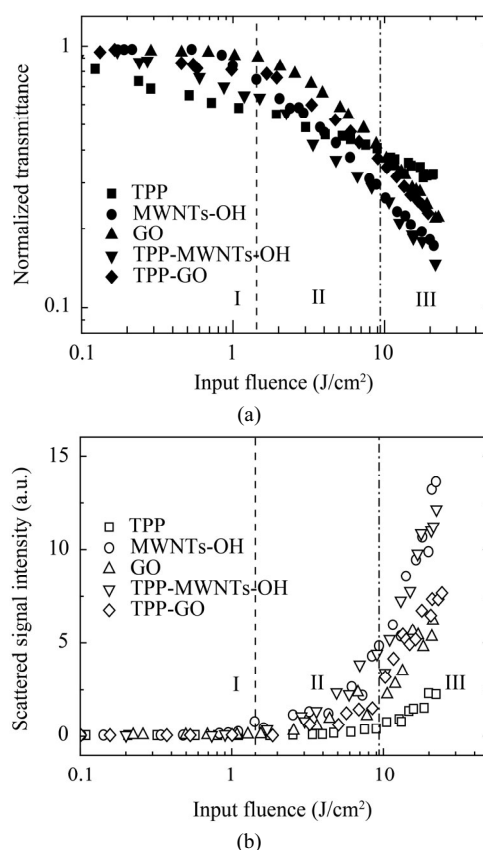 (a)
1
0.1
Normalized transmittance
TPP
MWNTs-OH
GO
TPP-MWNTs-OH
TPP-GO
I
II
III
0.1
1
10
Input fluence (J/cm²)
(a)
15
10
5
0
Scattered signal intensity (a.u.)
TPP
MWNTs-OH
GO
TPP-MWNTs-OH
TPP-GO
I
II
III
0.1
1
10
Input fluence (J/cm²)
(b)